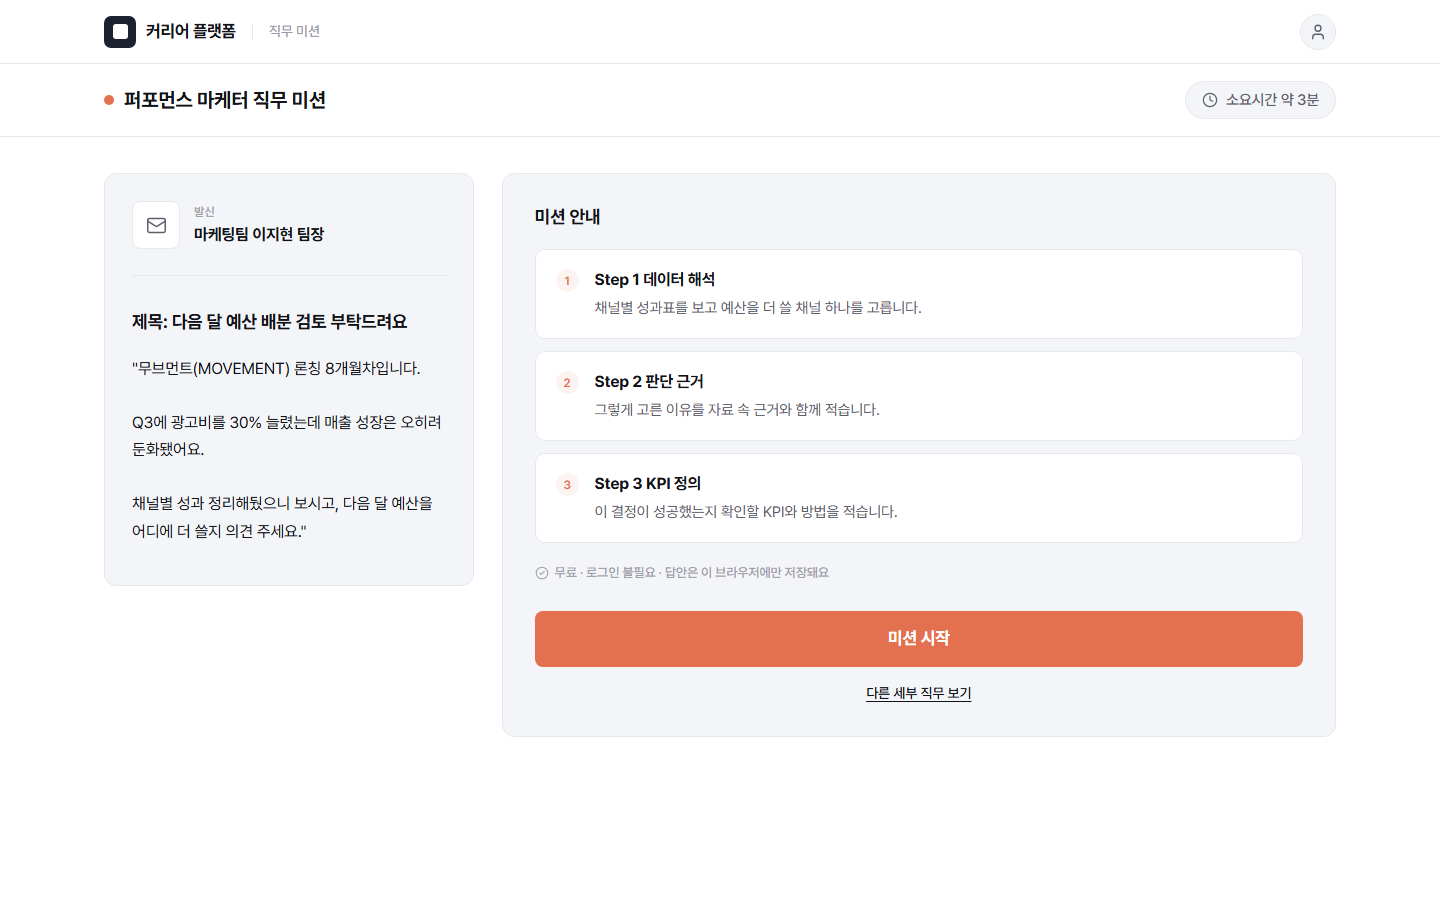 커리어 플랫폼
직무 미션
퍼포먼스 마케터 직무 미션
소요시간 약 3분
발신
마케팅팀 이지현 팀장
제목: 다음 달 예산 배분 검토 부탁드려요
"무브먼트(MOVEMENT) 론칭 8개월차입니다.
Q3에 광고비를 30% 늘렸는데 매출 성장은 오히려
둔화됐어요.
채널별 성과 정리해뒀으니 보시고, 다음 달 예산을
어디에 더 쓸지 의견 주세요."
미션 안내
1
Step 1 데이터 해석
채널별 성과표를 보고 예산을 더 쓸 채널 하나를 고릅니다.
2
Step 2 판단 근거
그렇게 고른 이유를 자료 속 근거와 함께 적습니다.
3
Step 3 KPI 정의
이 결정이 성공했는지 확인할 KPI와 방법을 적습니다.
무료 · 로그인 불필요 · 답안은 이 브라우저에만 저장돼요
미션 시작
다른 세부 직무 보기